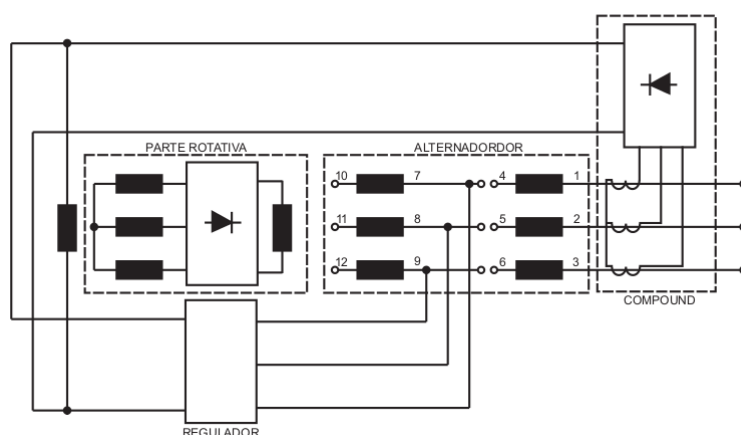 PARTE ROTATIVA
ALTERNADORDOR
10 7 4 1
11 8 5 2
12 9 6 3
COMPOUND
REGULADOR